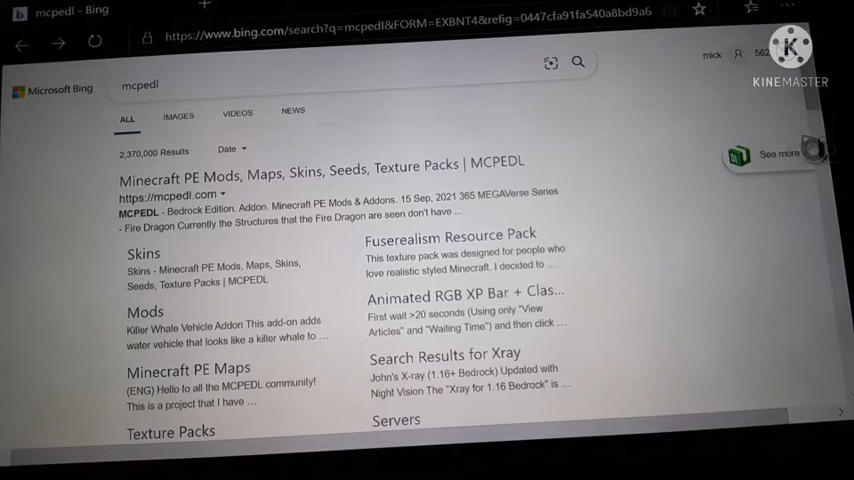 mcpedl - Bing
https://www.bing.com/search?q=mcpedl&FORM=EXBNT4&refig=0447cfa91fa540a8bd9a6
Microsoft Bing
mcpedl
mick
562
KINEMASTER
ALL
IMAGES
VIDEOS
NEWS
2,370,000 Results
Date
See more
Minecraft PE Mods, Maps, Skins, Seeds, Texture Packs | MCPEDL
https://mcpedl.com
MCPEDL - Bedrock Edition. Addon. Minecraft PE Mods & Addons. 15 Sep, 2021 365 MEGAVerse Series
- Fire Dragon Currently the Structures that the Fire Dragon are seen don't have ...
Skins
Skins - Minecraft PE Mods, Maps, Skins,
Seeds, Texture Packs | MCPEDL
Mods
Killer Whale Vehicle Addon This add-on adds
water vehicle that looks like a killer whale to ...
Minecraft PE Maps
(ENG) Hello to all the MCPEDL community!
This is a project that I have ...
Texture Packs
Fuserealism Resource Pack
This texture pack was designed for people who
love realistic styled Minecraft. I decided to ...
Animated RGB XP Bar + Clas...
First wait >20 seconds (Using only "View
Articles" and "Waiting Time") and then click ...
Search Results for Xray
John's X-ray (1.16+ Bedrock) Updated with
Night Vision The "Xray for 1.16 Bedrock" is ...
Servers